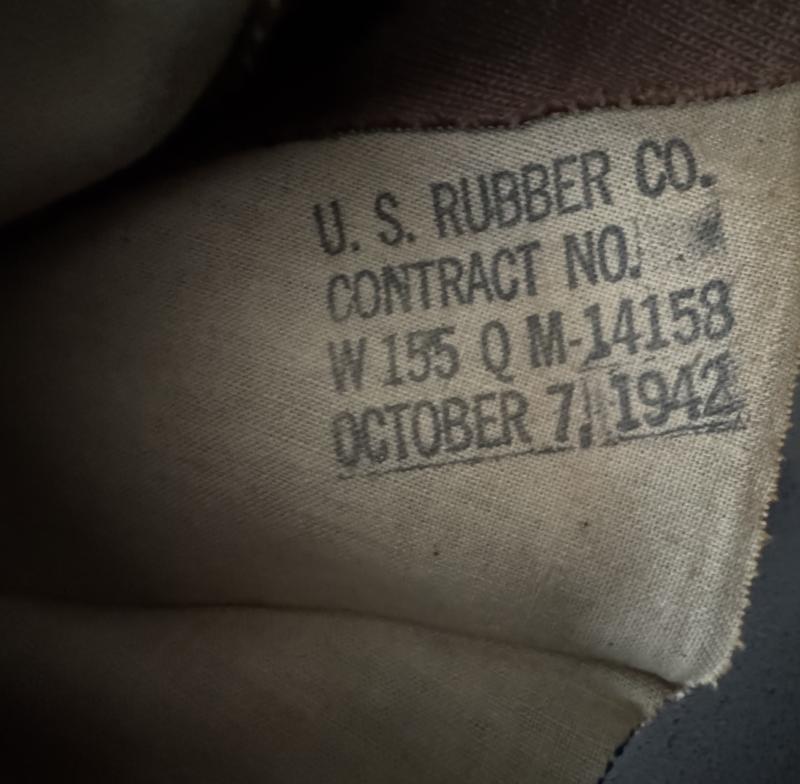 U. S. RUBBER CO.
CONTRACT NO.
W 155 Q M-14158
OCTOBER 7, 1942